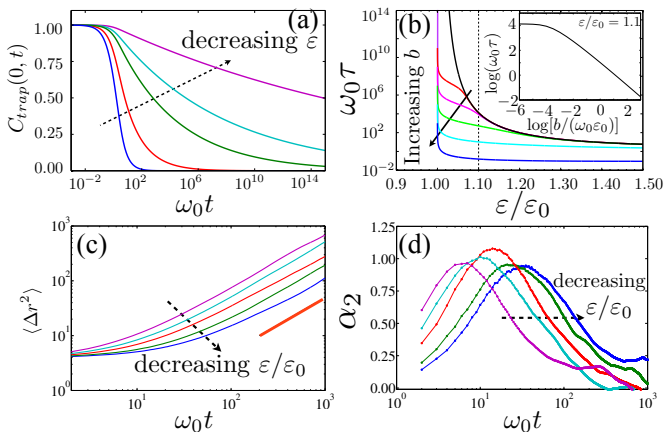 (a)
1.00
0.75
0.50
0.25
0.00
C_{trap}(0, t)
decreasing ε
10^{-2} 10^{2} 10^{6} 10^{10} 10^{14}
ω_0 t
(b)
10^{14}
10^{10}
10^{6}
10^{2}
10^{-2}
ω_0 τ
Increasing b
0.9 1.00 1.10 1.20 1.30 1.40 1.50
ε/ε_0
ε/ε_0 = 1.1
6
4
2
0
-2
log(ω_0 τ)
-6 -4 -2 0 2
log[b/(ω_0 ε_0)]
(c)
10^{3}
10^{2}
10^{1}
10^{0}
⟨Δr^2⟩
decreasing ε/ε_0
10^{1} 10^{2} 10^{3}
ω_0 t
(d)
1.25
1.00
0.75
0.50
0.25
0.00
α_2
decreasing
ε/ε_0
10^{0} 10^{1} 10^{2} 10^{3}
ω_0 t